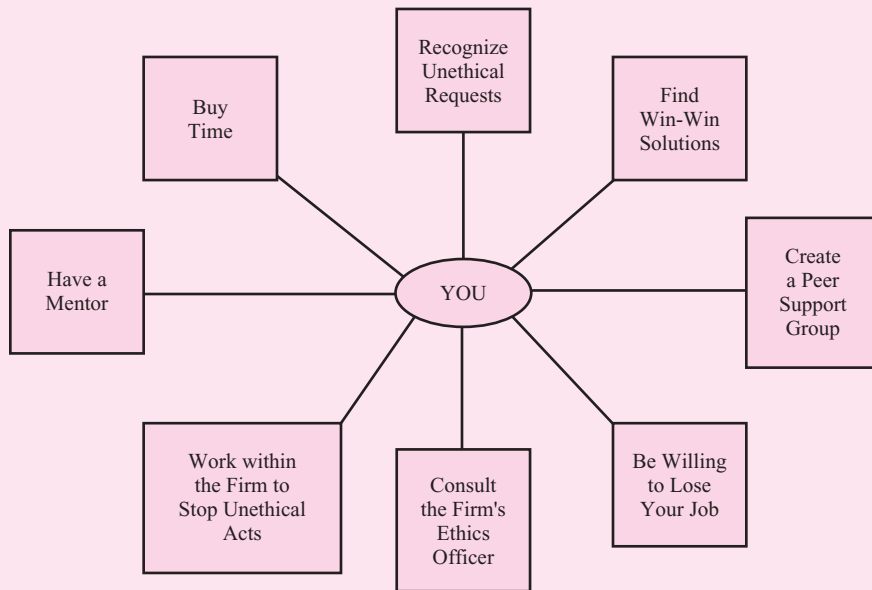 Recognize
Unethical
Requests
Buy
Time
Find
Win-Win
Solutions
Have a
Mentor
YOU
Create
a Peer
Support
Group
Work within
the Firm to
Stop Unethical
Acts
Consult
the Firm's
Ethics
Officer
Be Willing
to Lose
Your Job